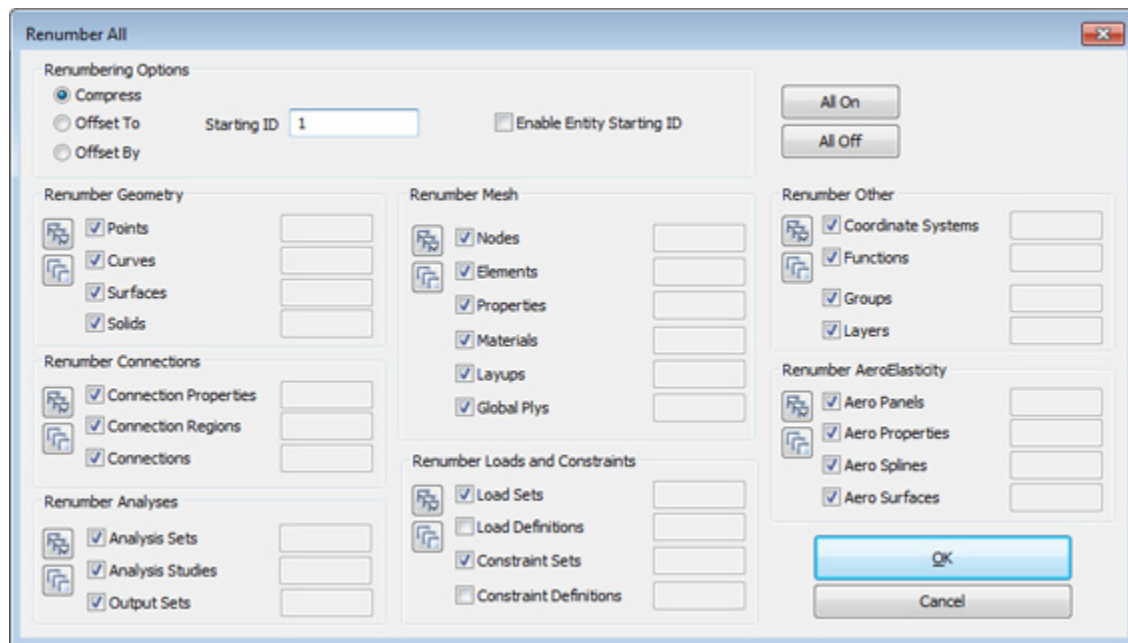 Renumber All
Renumbering Options
Compress
Offset To
Starting ID 1
Enable Entity Starting ID
Offset By
All On
All Off
Renumber Geometry
Points
Curves
Surfaces
Solids
Renumber Connections
Connection Properties
Connection Regions
Connections
Renumber Analyses
Analysis Sets
Analysis Studies
Output Sets
Renumber Mesh
Nodes
Elements
Properties
Materials
Layups
Global Plys
Renumber Loads and Constraints
Load Sets
Load Definitions
Constraint Sets
Constraint Definitions
Renumber Other
Coordinate Systems
Functions
Groups
Layers
Renumber AeroElasticity
Aero Panels
Aero Properties
Aero Splines
Aero Surfaces
OK
Cancel